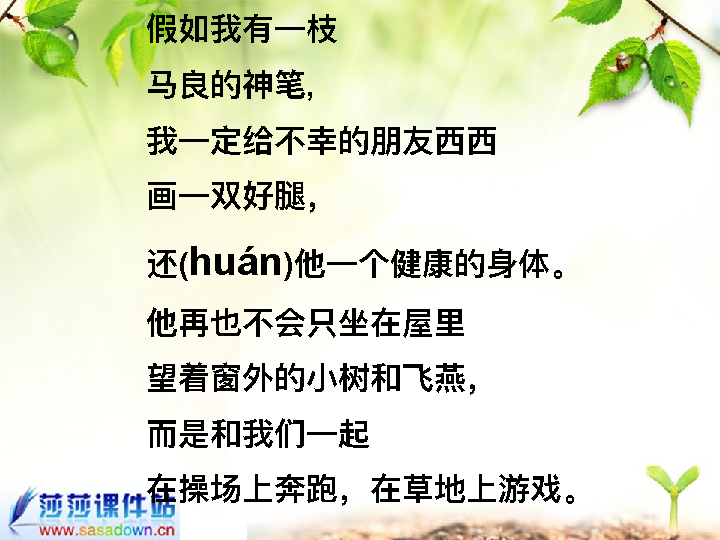 假如我有一枝
马良的神笔,
我一定给不幸的朋友西西
画一双好腿，
还(huán)他一个健康的身体。
他再也不会只坐在屋里
望着窗外的小树和飞燕，
而是和我们一起
在操场上奔跑，在草地上游戏。
莎莎课件站
www.sasadown.cn